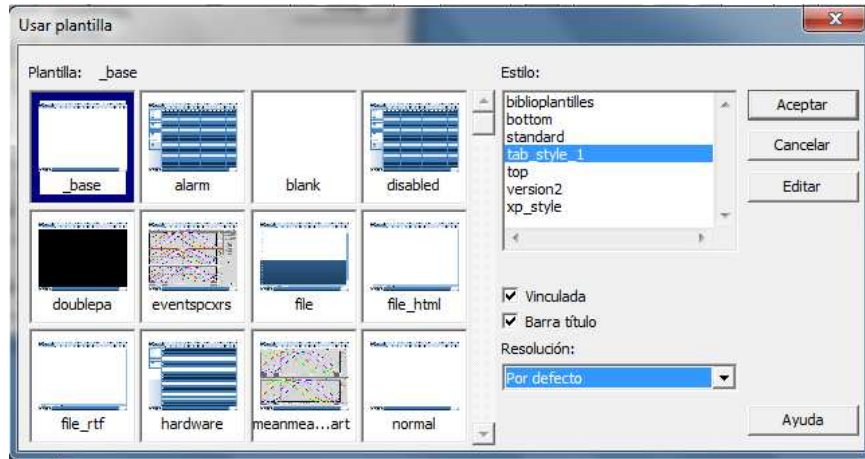 Usar plantilla
Plantilla: _base
_base
alarm
blank
disabled
doublepa
eventspcxrs
file
file_html
file_rtf
hardware
meanmea...art
normal
Estilo:
biblioplantilles
bottom
standard
tab_style_1
top
version2
xp_style
Vinculada
Barra título
Resolución:
Por defecto
Aceptar
Cancelar
Editar
Ayuda